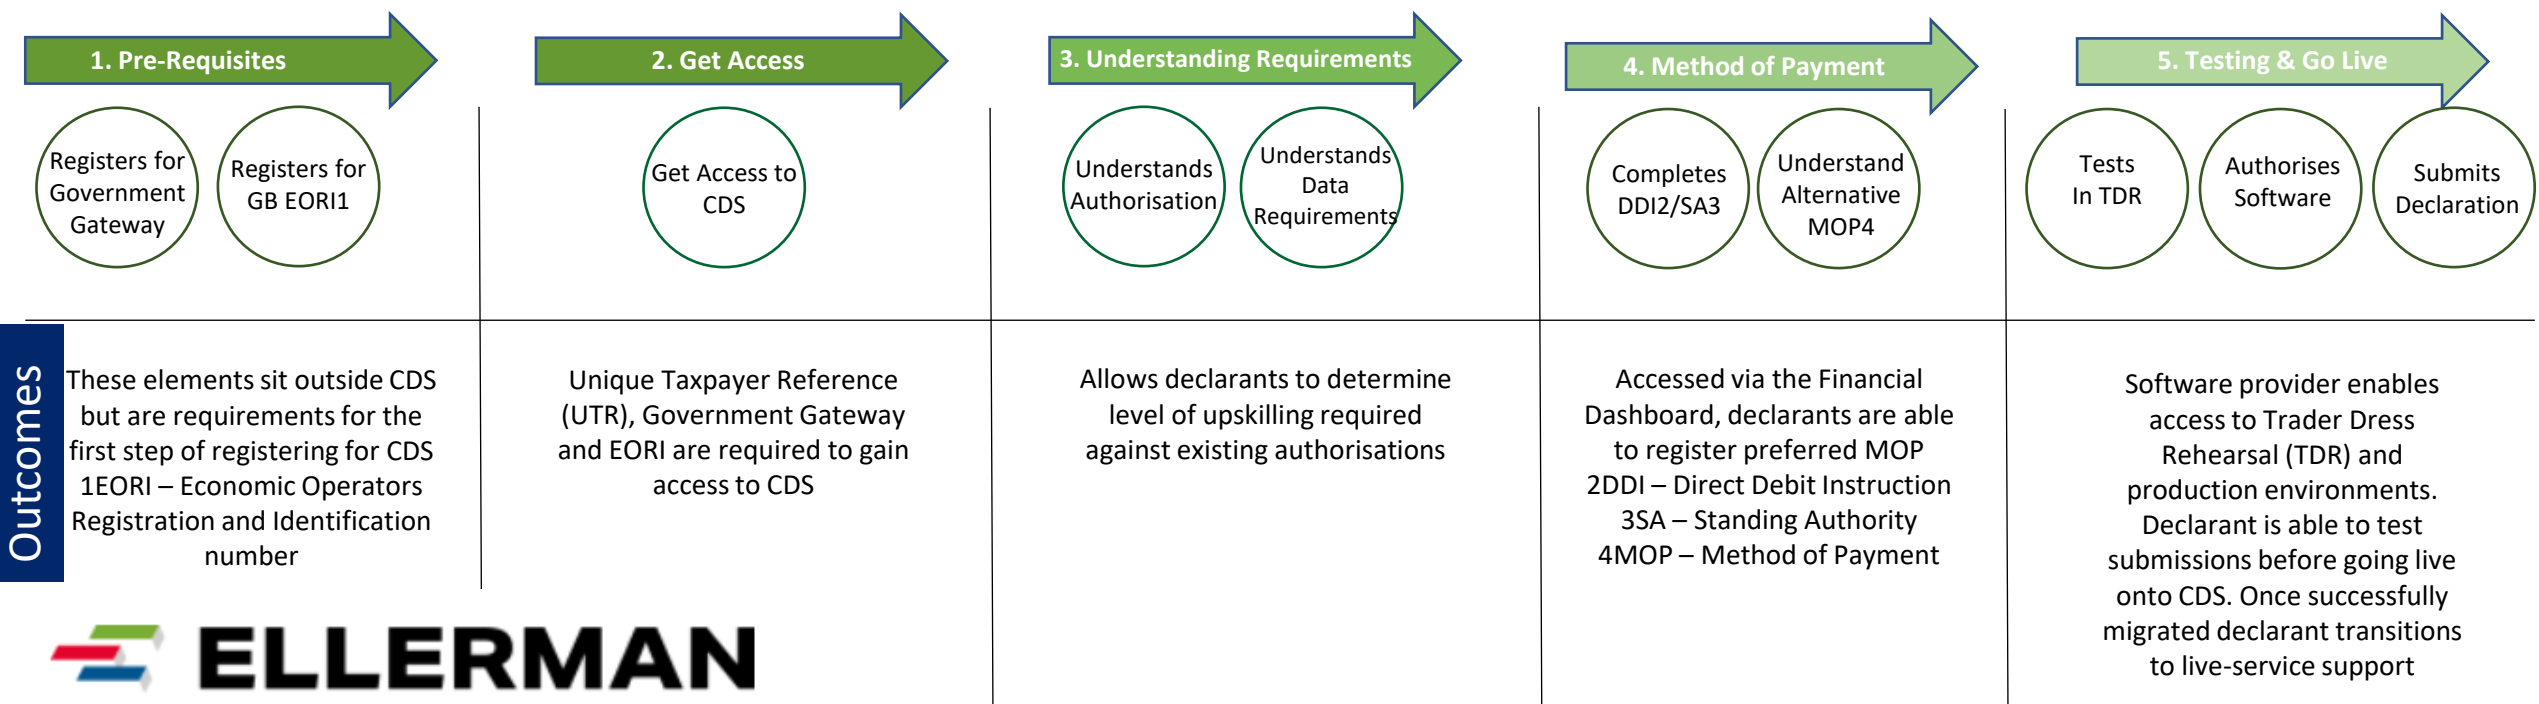 1. Pre-Requisites
2. Get Access
3. Understanding Requirements
4. Method of Payment
5. Testing & Go Live
Registers for
Government
Gateway
Registers for
GB EORI1
Get Access to
CDS
Understands
Authorisation
Understands
Data
Requirements
Completes
DDI2/SA3
Understand
Alternative
MOP4
Tests
In TDR
Authorises
Software
Submits
Declaration
Outcomes
These elements sit outside CDS
but are requirements for the
first step of registering for CDS
1EORI – Economic Operators
Registration and Identification
number
Unique Taxpayer Reference
(UTR), Government Gateway
and EORI are required to gain
access to CDS
Allows declarants to determine
level of upskilling required
against existing authorisations
Accessed via the Financial
Dashboard, declarants are able
to register preferred MOP
2DDI – Direct Debit Instruction
3SA – Standing Authority
4MOP – Method of Payment
Software provider enables
access to Trader Dress
Rehearsal (TDR) and
production environments.
Declarant is able to test
submissions before going live
onto CDS. Once successfully
migrated declarant transitions
to live-service support
ELLERMAN